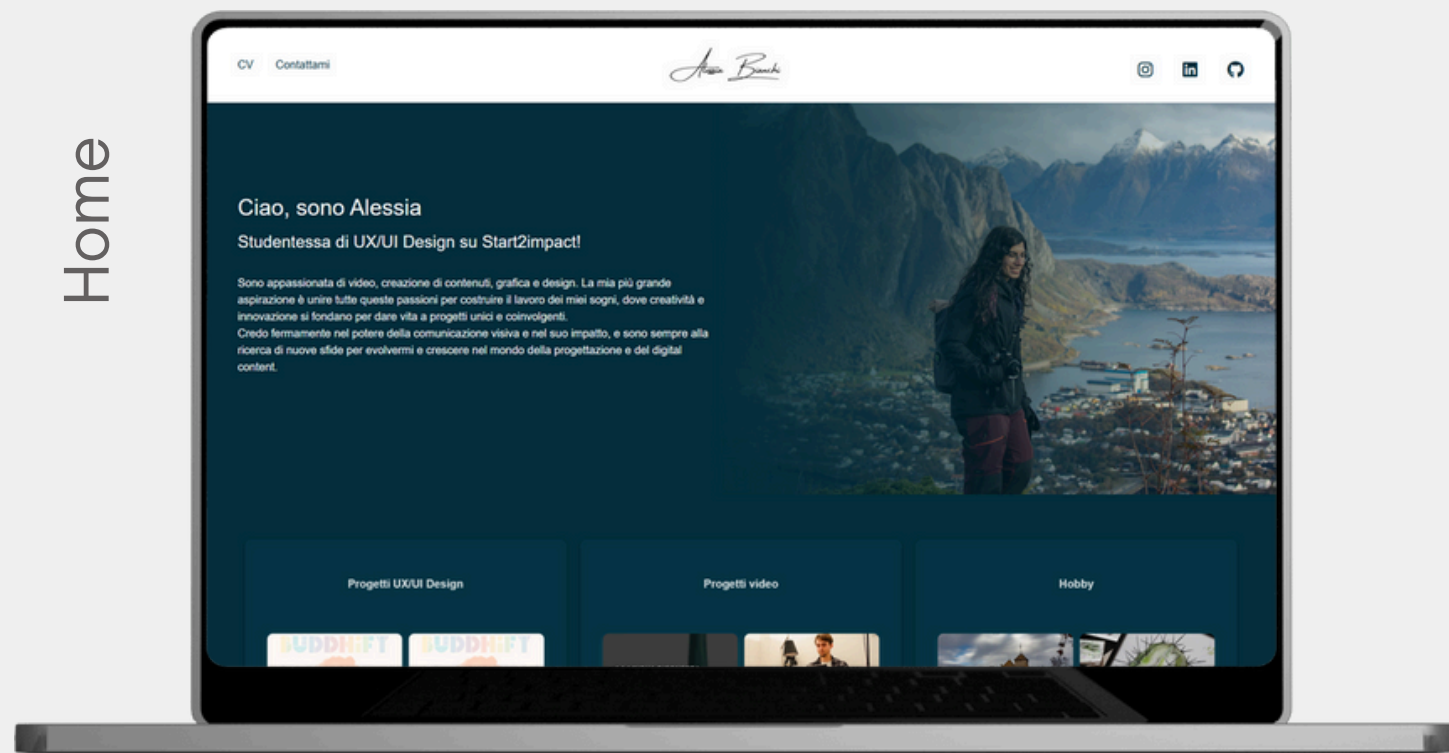 Home
CV Contattami
Alessia Bianchi
Ciao, sono Alessia
Studentessa di UX/UI Design su Start2impact!
Sono appassionata di video, creazione di contenuti, grafica e design. La mia più grande
aspirazione è unire tutte queste passioni per costruire il lavoro dei miei sogni, dove creatività e
innovazione si fondano per dare vita a progetti unici e coinvolgenti.
Credo fermamente nel potere della comunicazione visiva e nel suo impatto, e sono sempre alla
ricerca di nuove sfide per evolvermi e crescere nel mondo della progettazione e del digital
content.
Progetti UX/UI Design Progetti video Hobby
BUDDHIFT BUDDHIFT